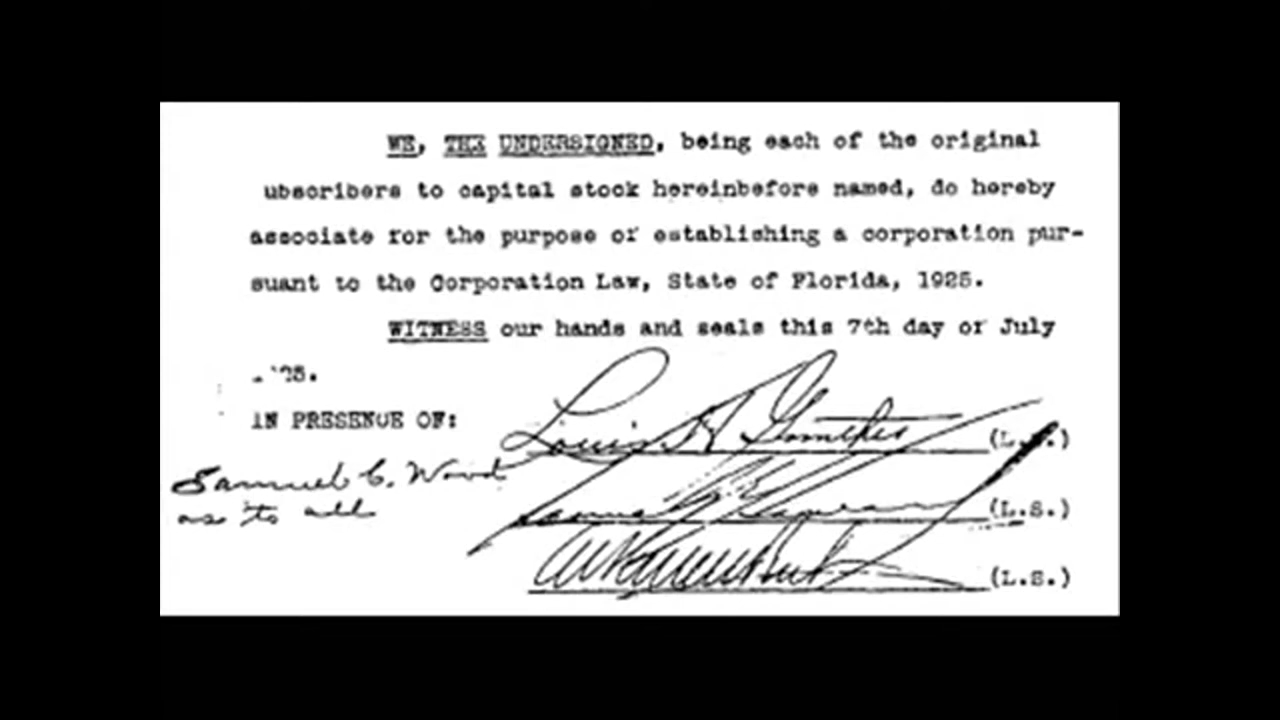 WE, THE UNDERSIGNED, being each of the original
ubscribers to capital stock hereinbefore named, do hereby
associate for the purpose of establishing a corporation pur-
suant to the Corporation Law, State of Florida, 1925.
WITNESS our hands and seals this 7th day of July
IN PRESENCE OF:
Louis A (L.S.)
Samuel C. Ward
as to all
(L.S.)
(L.S.)